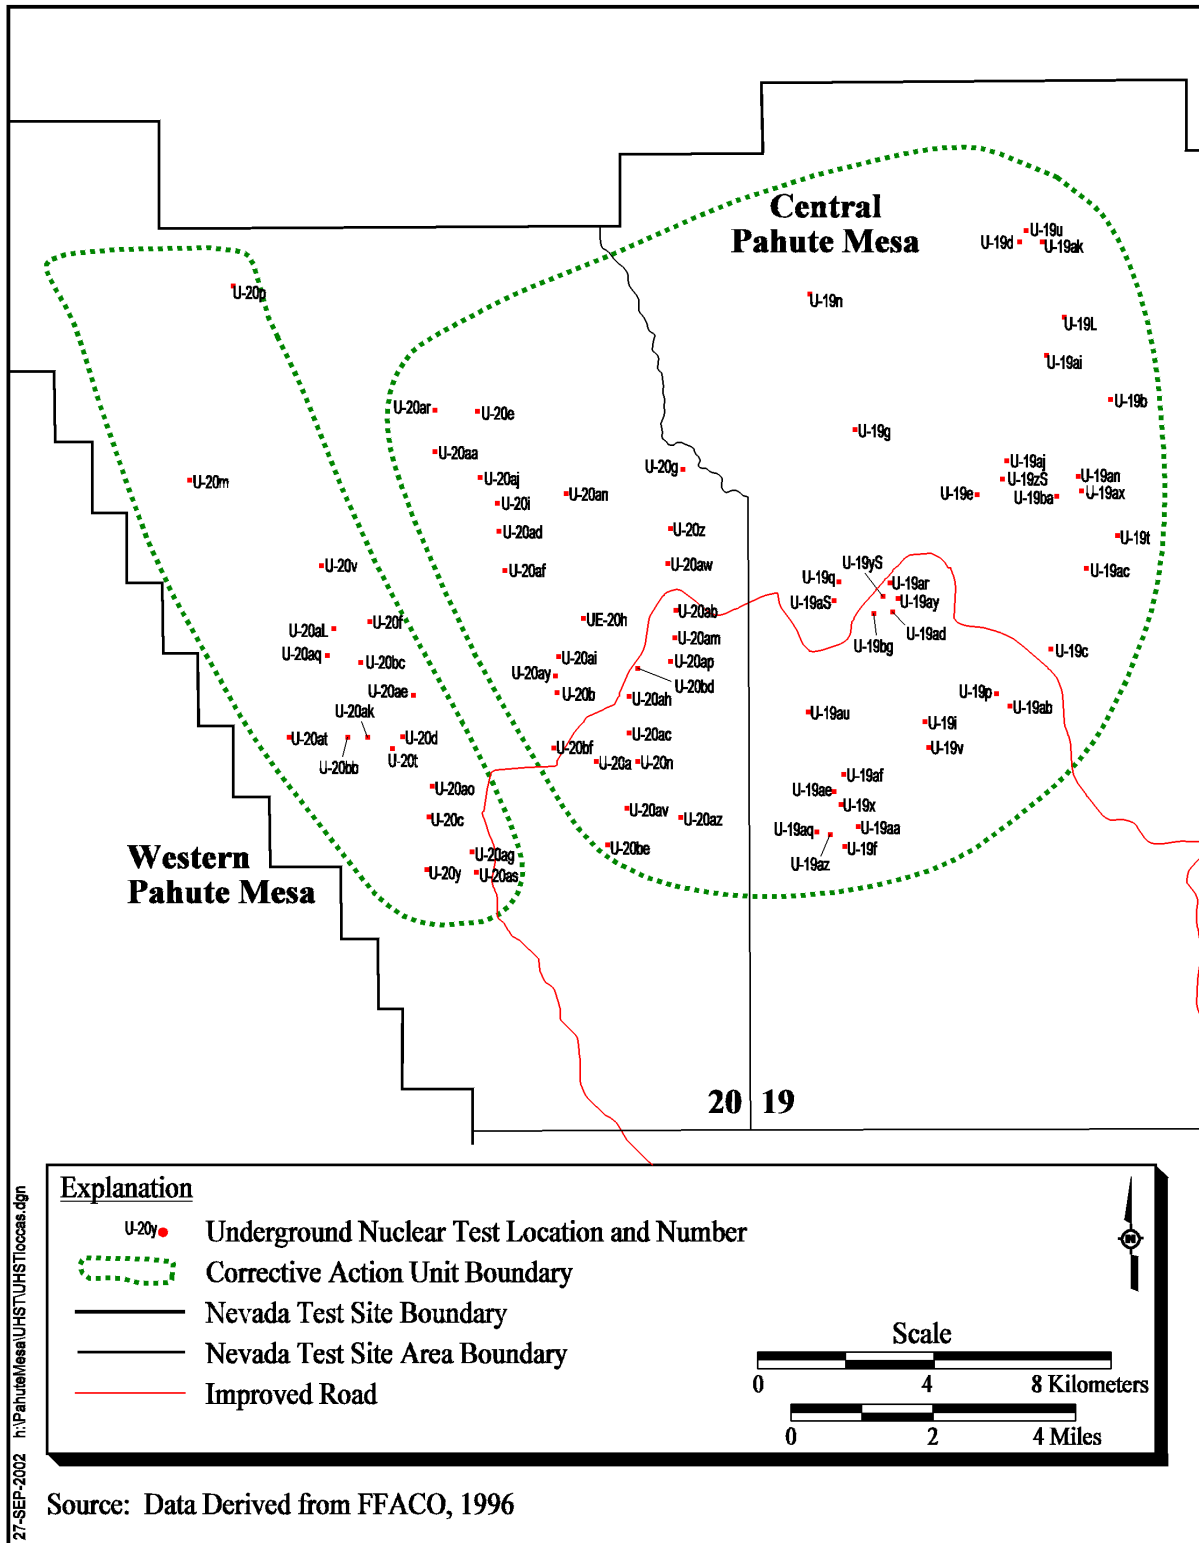 Central
Pahute Mesa
U-19u
U-19d
U-19ak
U-20p
U-19n
U-19L
U-19ai
U-19b
U-20ar
U-20e
U-19g
U-20aa
U-19aj
U-20g
U-20aj
U-19zS
U-19an
U-20m
U-20an
U-19e
U-19ba
U-19ax
U-20i
U-20ad
U-20z
U-19t
U-20v
U-20af
U-20aw
U-19yS
U-19ac
U-19q
U-19ar
U-19aS
U-19ay
U-20ab
UE-20h
U-20f
U-20aL
U-19ad
U-20am
U-19bg
U-20aq
U-20bc
U-20ai
U-20ap
U-19c
U-20ay
U-20bd
U-20ae
U-20b
U-20ah
U-19p
U-19ab
U-20ak
U-19au
U-19i
U-20at
U-20d
U-20ac
U-20bb
U-20t
U-20bf
U-19v
U-20a
U-20n
U-19af
U-20ao
U-19ae
U-19x
U-20c
U-20av
U-20az
U-19aq
U-19aa
U-20be
U-19f
U-19az
Western
Pahute Mesa
U-20ag
U-20y
U-20as
20 19
Explanation
U-20y
Underground Nuclear Test Location and Number
Corrective Action Unit Boundary
Nevada Test Site Boundary
Nevada Test Site Area Boundary
Improved Road
N
Scale
0 4 8 Kilometers
0 2 4 Miles
27-SEP-2002 h:\PahuteMesa\UHST\UHSTloccas.dgn
Source: Data Derived from FFACO, 1996